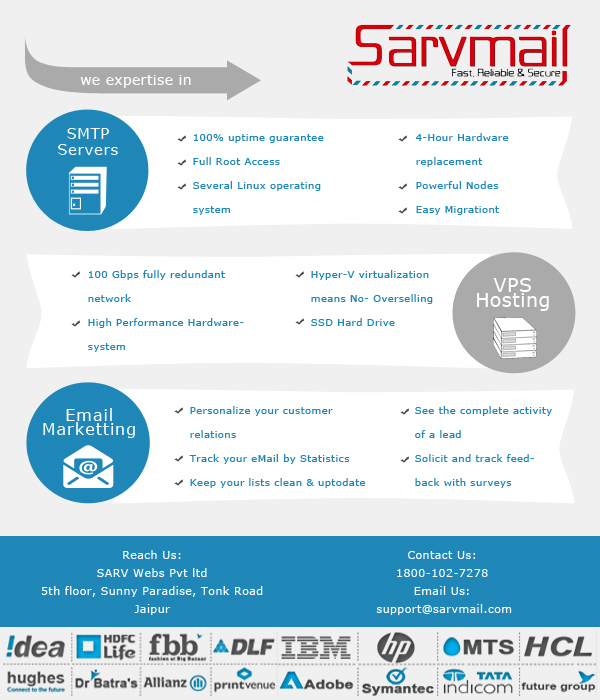 Sarvmail
Fast, Reliable & Secure
we expertise in
SMTP
Servers
100% uptime guarantee
Full Root Access
Several Linux operating
system
4-Hour Hardware
replacement
Powerful Nodes
Easy Migrationt
100 Gbps fully redundant
network
High Performance Hardware-
system
Hyper-V virtualization
means No- Overselling
SSD Hard Drive
VPS
Hosting
Email
Marketting
@
Personalize your customer
relations
Track your eMail by Statistics
Keep your lists clean & uptodate
See the complete activity
of a lead
Solicit and track feed-
back with surveys
Reach Us:
SARV Webs Pvt ltd
5th floor, Sunny Paradise, Tonk Road
Jaipur
Contact Us:
1800-102-7278
Email Us:
support@sarvmail.com
!dea
HDFC
Life
fbb
fashion at Big Bazaar
DLF
IBM
hp
MTS
HCL
hughes
Connect to the future
Dr Batra's
Allianz
printvenue
Adobe
Symantec
TATA
indicom
future group